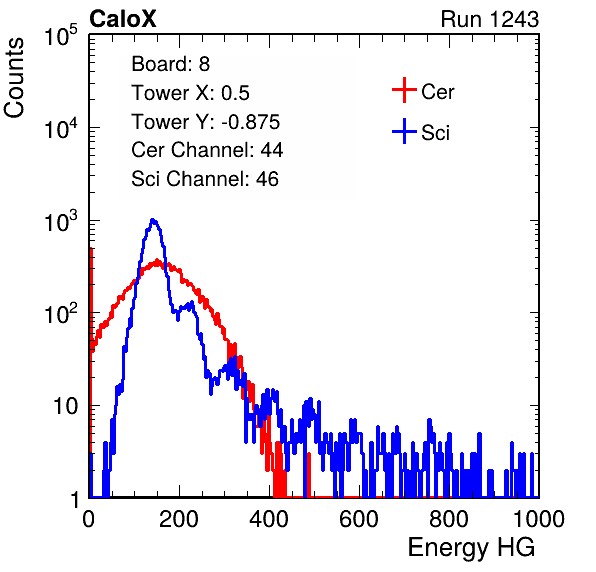 CaloX Run 1243
Counts
Board: 8
Tower X: 0.5
Tower Y: -0.875
Cer Channel: 44
Sci Channel: 46
Cer
Sci
10^5
10^4
10^3
10^2
10
1
0 200 400 600 800 1000
Energy HG